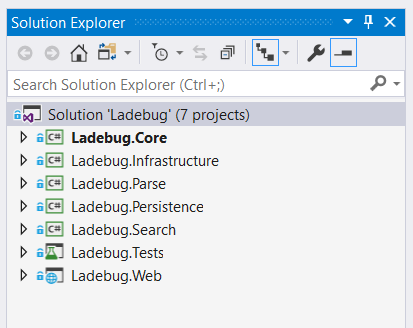 Solution Explorer
Search Solution Explorer (Ctrl+;)
Solution 'Ladebug' (7 projects)
C# Ladebug.Core
C# Ladebug.Infrastructure
C# Ladebug.Parse
C# Ladebug.Persistence
C# Ladebug.Search
Ladebug.Tests
Ladebug.Web